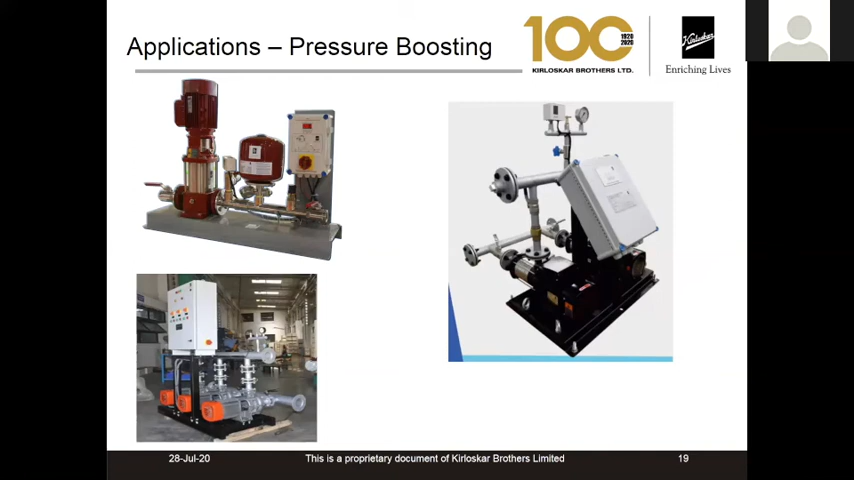 Applications – Pressure Boosting
100
1920
2020
KIRLOSKAR BROTHERS LTD.
Kirloskar
Enriching Lives
28-Jul-20
This is a proprietary document of Kirloskar Brothers Limited
19